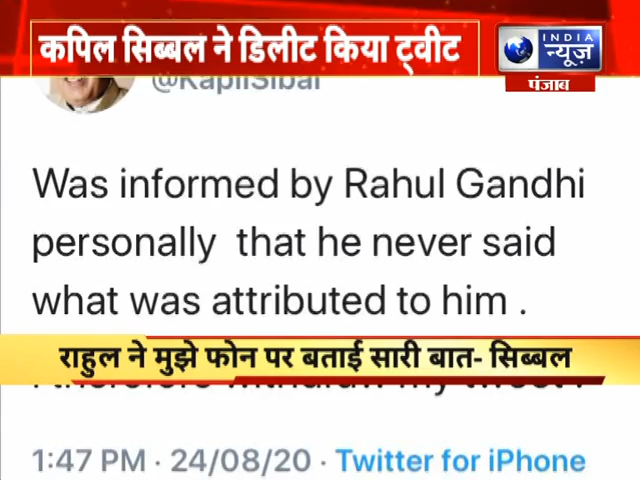 कपिल सिब्बल ने डिलीट किया ट्वीट
INDIA
न्यूज़
पंजाब
@KapilSibal
Was informed by Rahul Gandhi
personally that he never said
what was attributed to him .
राहुल ने मुझे फोन पर बताई सारी बात- सिब्बल
1:47 PM · 24/08/20 · Twitter for iPhone